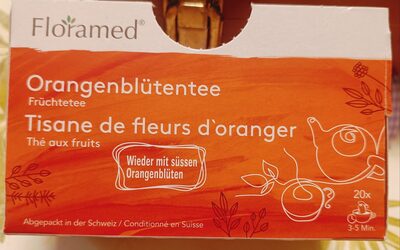 Floramed®
Orangenblütentee
Früchtetee
Tisane de fleurs d`oranger
Thé aux fruits
Wieder mit süssen
Orangenblüten
20x
3-5 Min.
Abgepackt in der Schweiz / Conditionné en Suisse